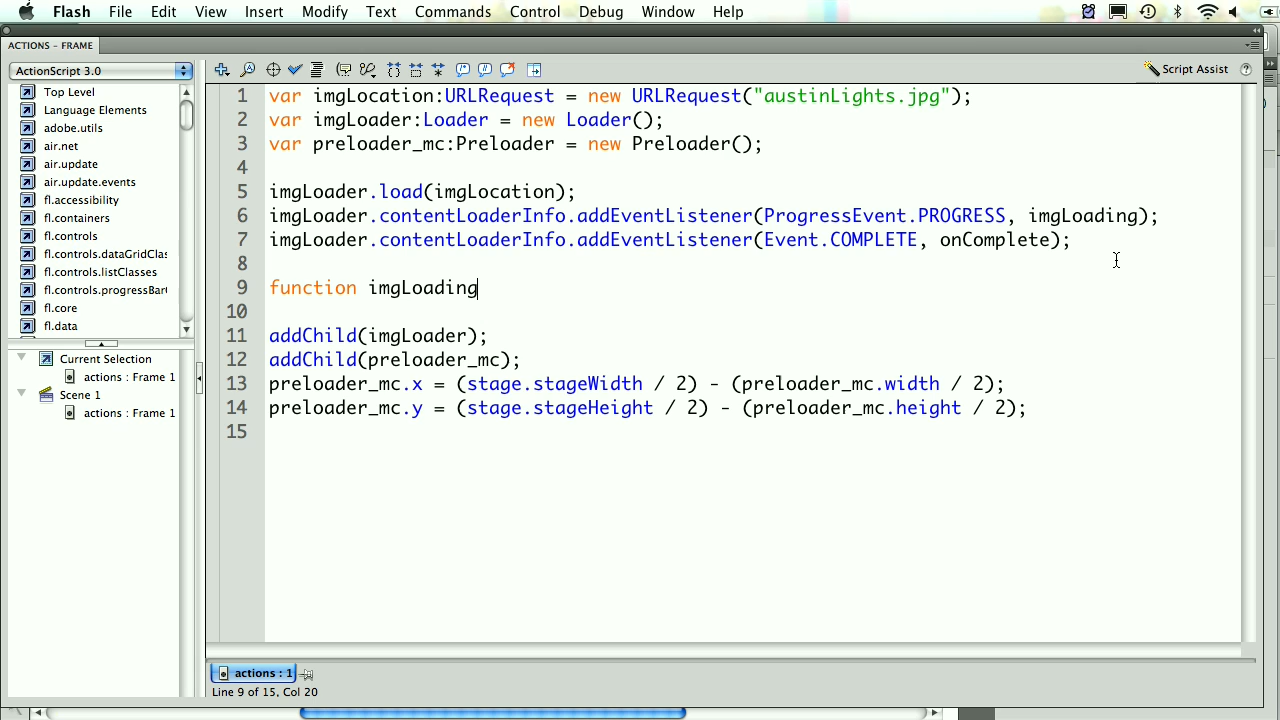 Flash File Edit View Insert Modify Text Commands Control Debug Window Help
ACTIONS - FRAME
ActionScript 3.0
Script Assist
Top Level
Language Elements
adobe.utils
air.net
air.update
air.update.events
fl.accessibility
fl.containers
fl.controls
fl.controls.dataGridClas
fl.controls.listClasses
fl.controls.progressBar
fl.core
fl.data
Current Selection
actions : Frame 1
Scene 1
actions : Frame 1
1 var imgLocation:URLRequest = new URLRequest("austinLights.jpg");
2 var imgLoader:Loader = new Loader();
3 var preloader_mc:Preloader = new Preloader();
4
5 imgLoader.load(imgLocation);
6 imgLoader.contentLoaderInfo.addEventListener(ProgressEvent.PROGRESS, imgLoading);
7 imgLoader.contentLoaderInfo.addEventListener(Event.COMPLETE, onComplete);
8
9 function imgLoading
10
11 addChild(imgLoader);
12 addChild(preloader_mc);
13 preloader_mc.x = (stage.stageWidth / 2) - (preloader_mc.width / 2);
14 preloader_mc.y = (stage.stageHeight / 2) - (preloader_mc.height / 2);
15
actions : 1
Line 9 of 15, Col 20